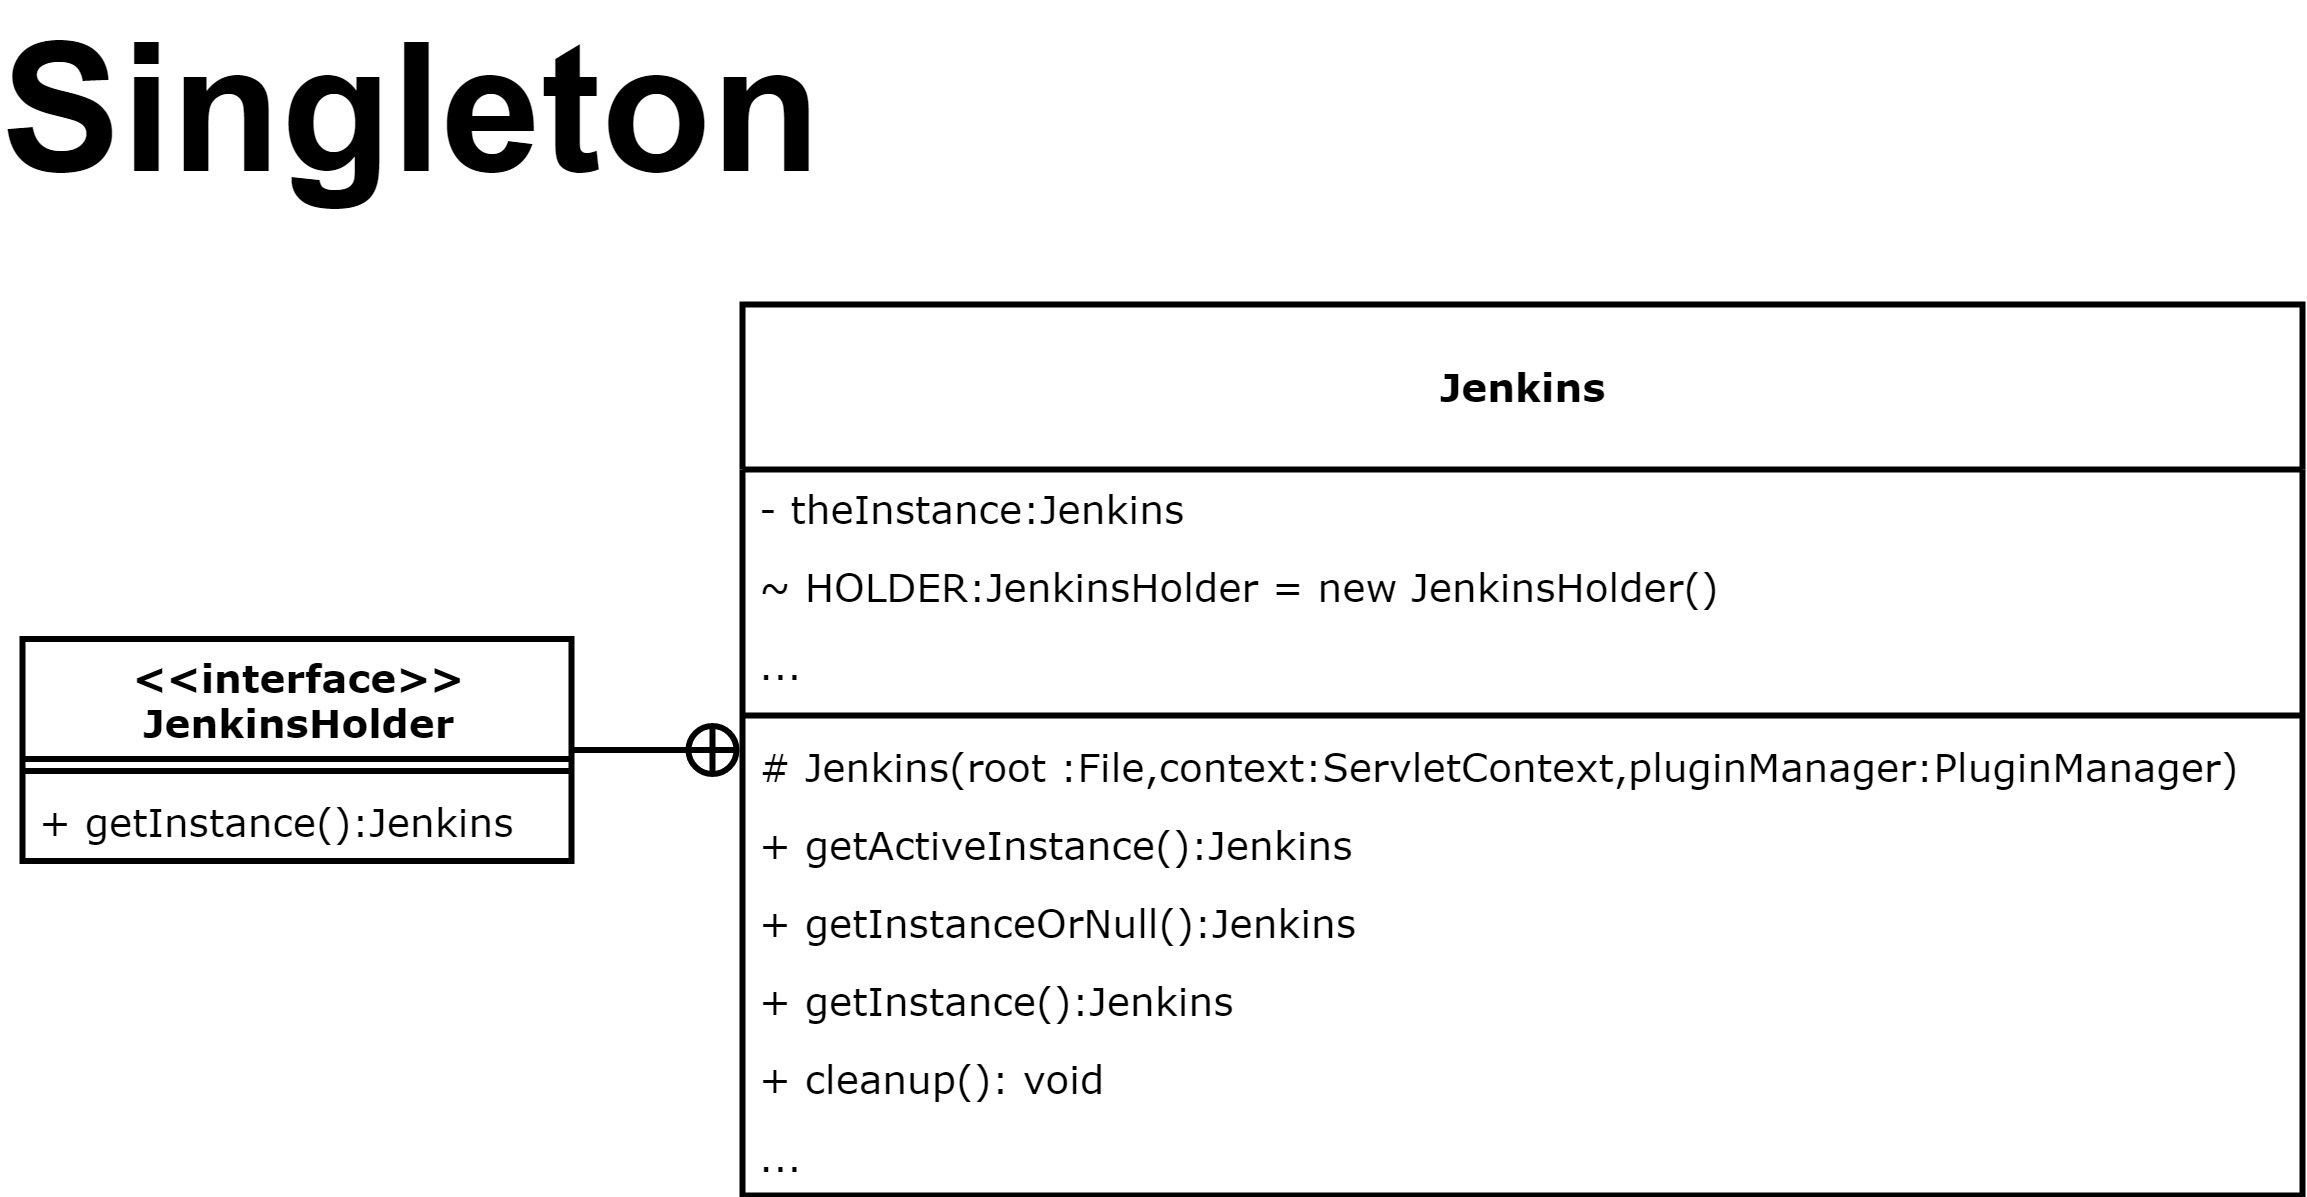 Singleton
Jenkins
- theInstance:Jenkins
~ HOLDER:JenkinsHolder = new JenkinsHolder()
...
<<interface>>
JenkinsHolder
+ getInstance():Jenkins
# Jenkins(root :File,context:ServletContext,pluginManager:PluginManager)
+ getActiveInstance():Jenkins
+ getInstanceOrNull():Jenkins
+ getInstance():Jenkins
+ cleanup(): void
...